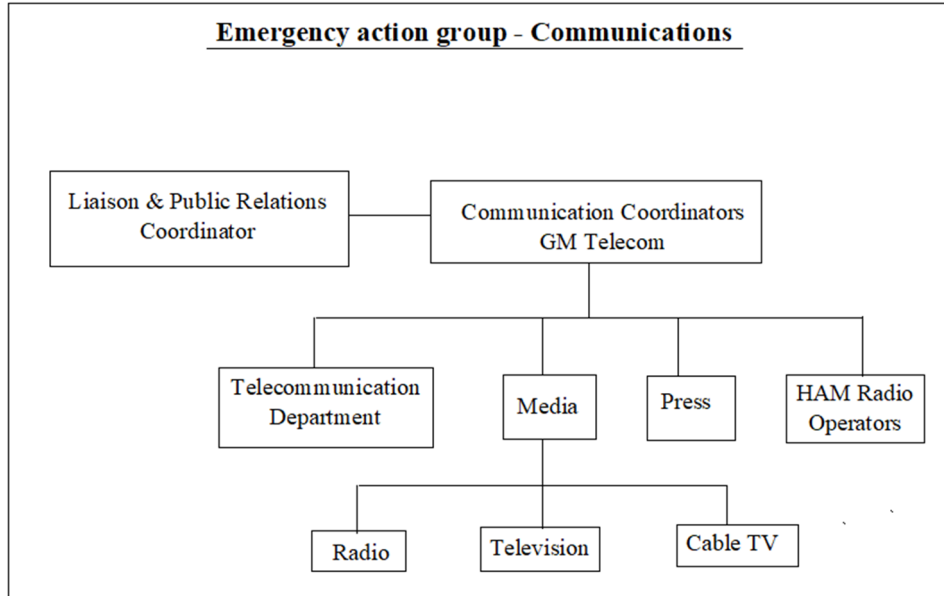 Emergency action group - Communications
Liaison & Public Relations
Coordinator
Communication Coordinators
GM Telecom
Telecommunication
Department
Media
Press
HAM Radio
Operators
Radio
Television
Cable TV